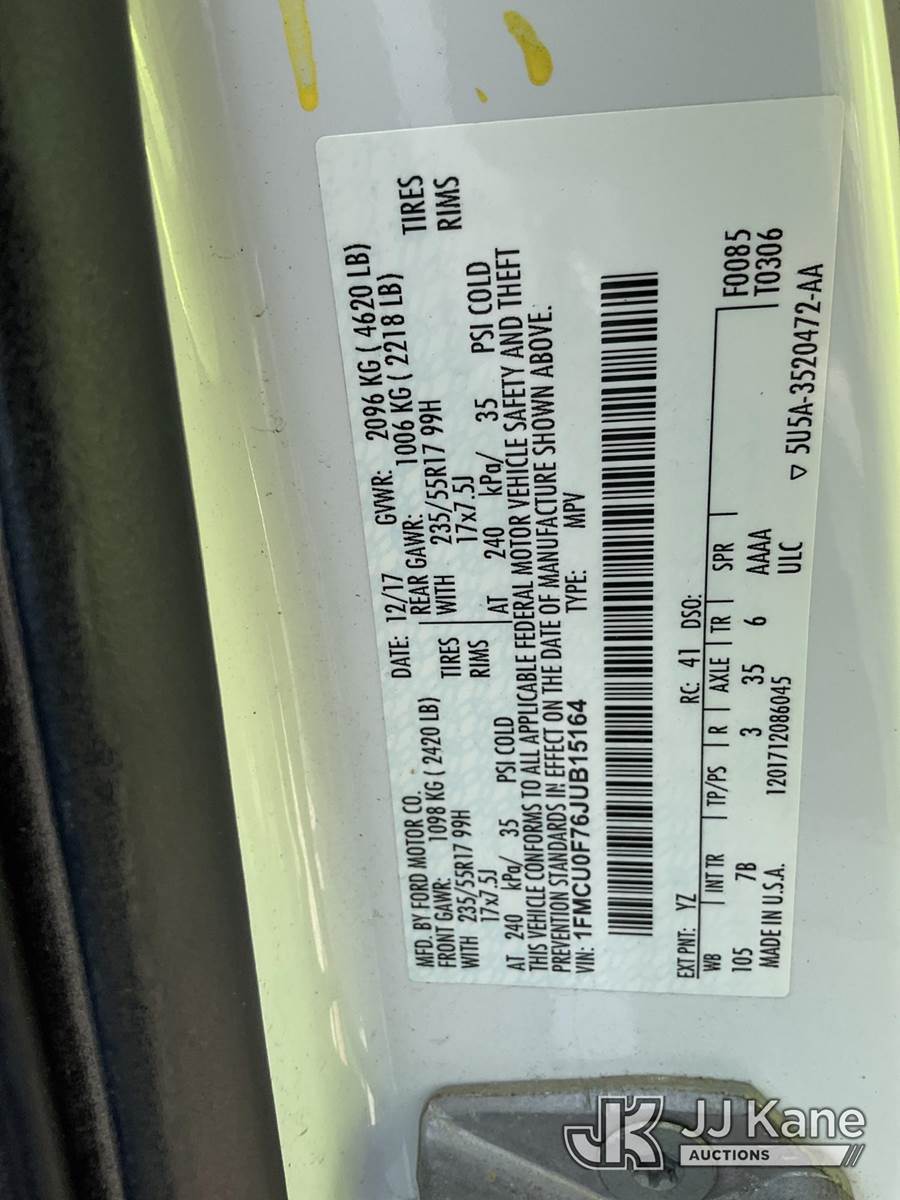 MFD. BY FORD MOTOR CO.
DATE: 12/17 GVWR: 2096 KG ( 4620 LB)
FRONT GAWR: 1098 KG ( 2420 LB)
REAR GAWR: 1006 KG ( 2218 LB)
WITH 235/55R17 99H TIRES
WITH 235/55R17 99H TIRES
17x7.5J RIMS
17x7.5J RIMS
AT 240 kPa/ 35 PSI COLD
AT 240 kPa/ 35 PSI COLD
THIS VEHICLE CONFORMS TO ALL APPLICABLE FEDERAL MOTOR VEHICLE SAFETY AND THEFT
PREVENTION STANDARDS IN EFFECT ON THE DATE OF MANUFACTURE SHOWN ABOVE.
VIN: 1FMCU0F76JUB15164 TYPE: MPV
EXT PNT: YZ RC: 41 DSO:
WB INT TR TP/PS R AXLE TR SPR F0085
105 7B 3 35 6 AAAA T0306
MADE IN U.S.A. 1201712086045 ULC
▽ 5U5A-3520472-AA
JK JJ Kane
AUCTIONS